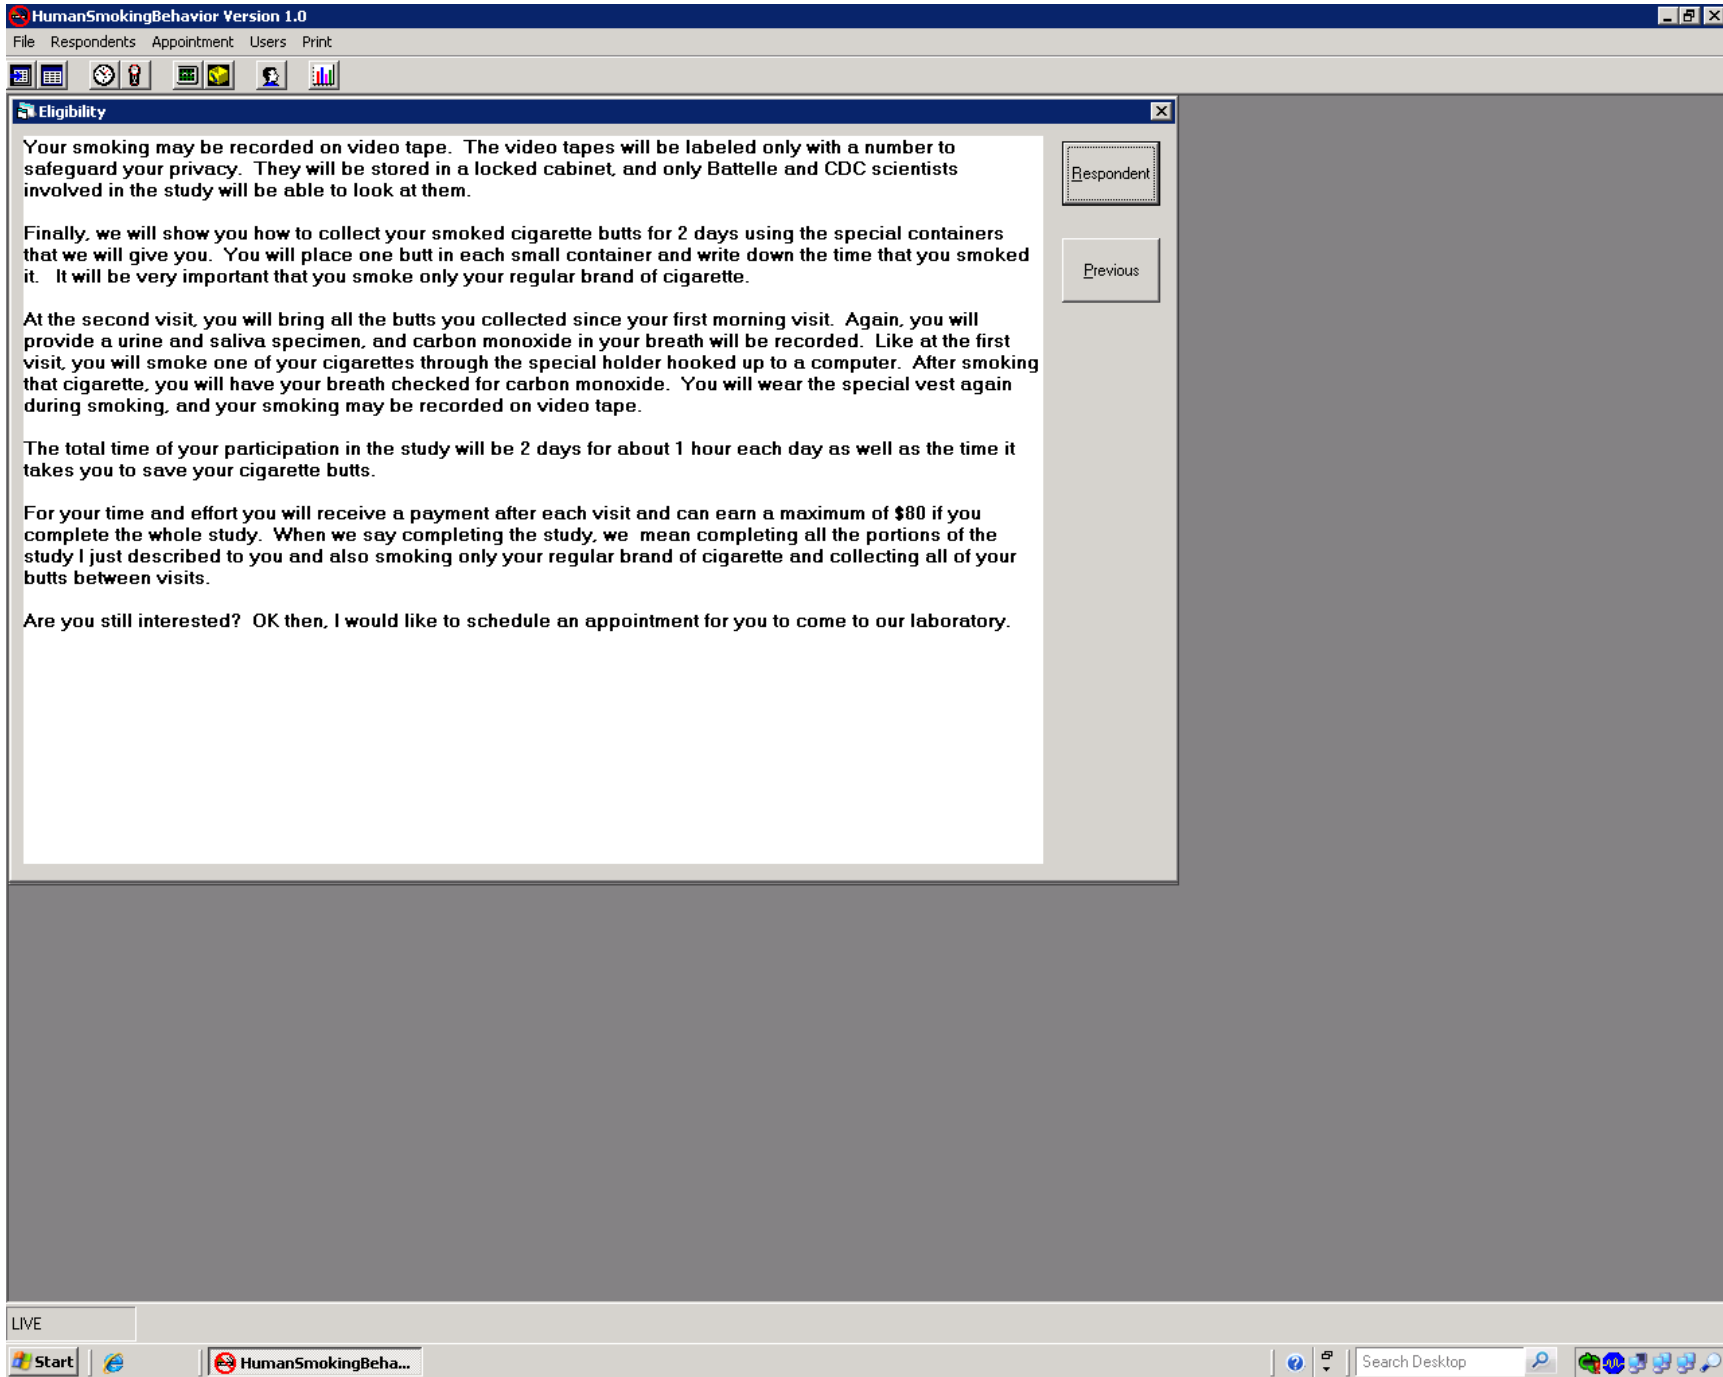 HumanSmokingBehavior Version 1.0
File Respondents Appointment Users Print
Eligibility
Your smoking may be recorded on video tape.  The video tapes will be labeled only with a number to
safeguard your privacy.  They will be stored in a locked cabinet, and only Battelle and CDC scientists
involved in the study will be able to look at them.
Respondent
Finally, we will show you how to collect your smoked cigarette butts for 2 days using the special containers
that we will give you.  You will place one butt in each small container and write down the time that you smoked
it.   It will be very important that you smoke only your regular brand of cigarette.
Previous
At the second visit, you will bring all the butts you collected since your first morning visit.  Again, you will
provide a urine and saliva specimen, and carbon monoxide in your breath will be recorded.  Like at the first
visit, you will smoke one of your cigarettes through the special holder hooked up to a computer.  After smoking
that cigarette, you will have your breath checked for carbon monoxide.  You will wear the special vest again
during smoking, and your smoking may be recorded on video tape.
The total time of your participation in the study will be 2 days for about 1 hour each day as well as the time it
takes you to save your cigarette butts.
For your time and effort you will receive a payment after each visit and can earn a maximum of $80 if you
complete the whole study.  When we say completing the study, we  mean completing all the portions of the
study I just described to you and also smoking only your regular brand of cigarette and collecting all of your
butts between visits.
Are you still interested?  OK then, I would like to schedule an appointment for you to come to our laboratory.
LIVE
Start
HumanSmokingBeha...
Search Desktop